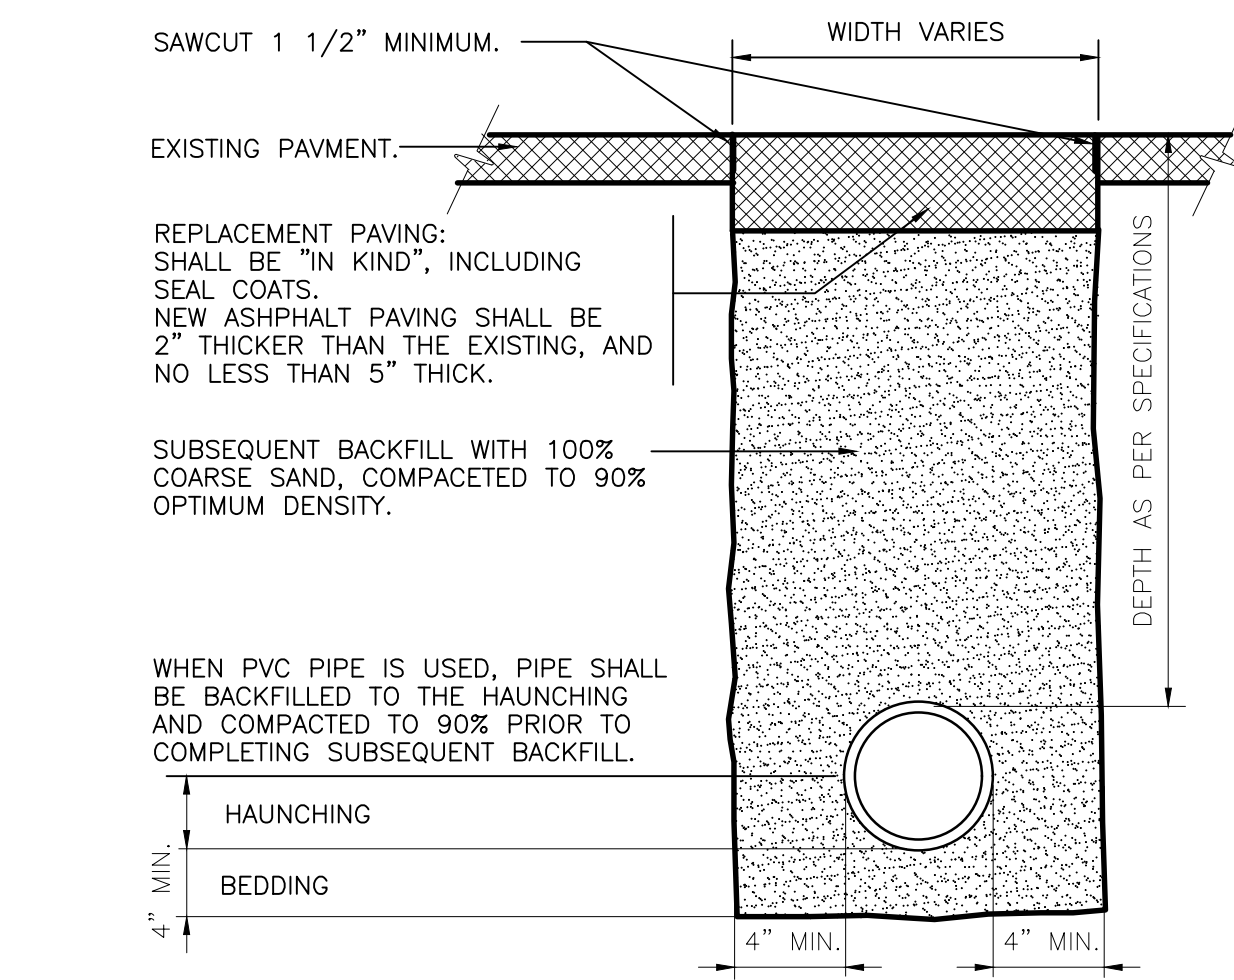 SAWCUT 1 1/2” MINIMUM.
WIDTH VARIES
EXISTING PAVMENT.
REPLACEMENT PAVING:
SHALL BE ”IN KIND”, INCLUDING
SEAL COATS.
NEW ASHPHALT PAVING SHALL BE
2” THICKER THAN THE EXISTING, AND
NO LESS THAN 5” THICK.
DEPTH AS PER SPECIFICATIONS
SUBSEQUENT BACKFILL WITH 100%
COARSE SAND, COMPACETED TO 90%
OPTIMUM DENSITY.
WHEN PVC PIPE IS USED, PIPE SHALL
BE BACKFILLED TO THE HAUNCHING
AND COMPACTED TO 90% PRIOR TO
COMPLETING SUBSEQUENT BACKFILL.
HAUNCHING
BEDDING
4” MIN.
4” MIN.
4” MIN.